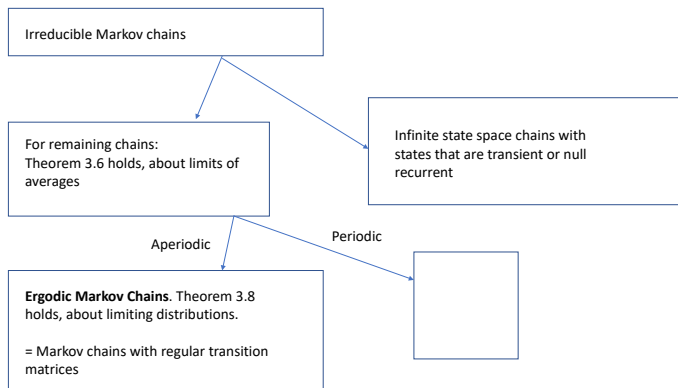 Irreducible Markov chains
For remaining chains:
Theorem 3.6 holds, about limits of
averages
Infinite state space chains with
states that are transient or null
recurrent
Aperiodic
Periodic
Ergodic Markov Chains. Theorem 3.8
holds, about limiting distributions.
= Markov chains with regular transition
matrices